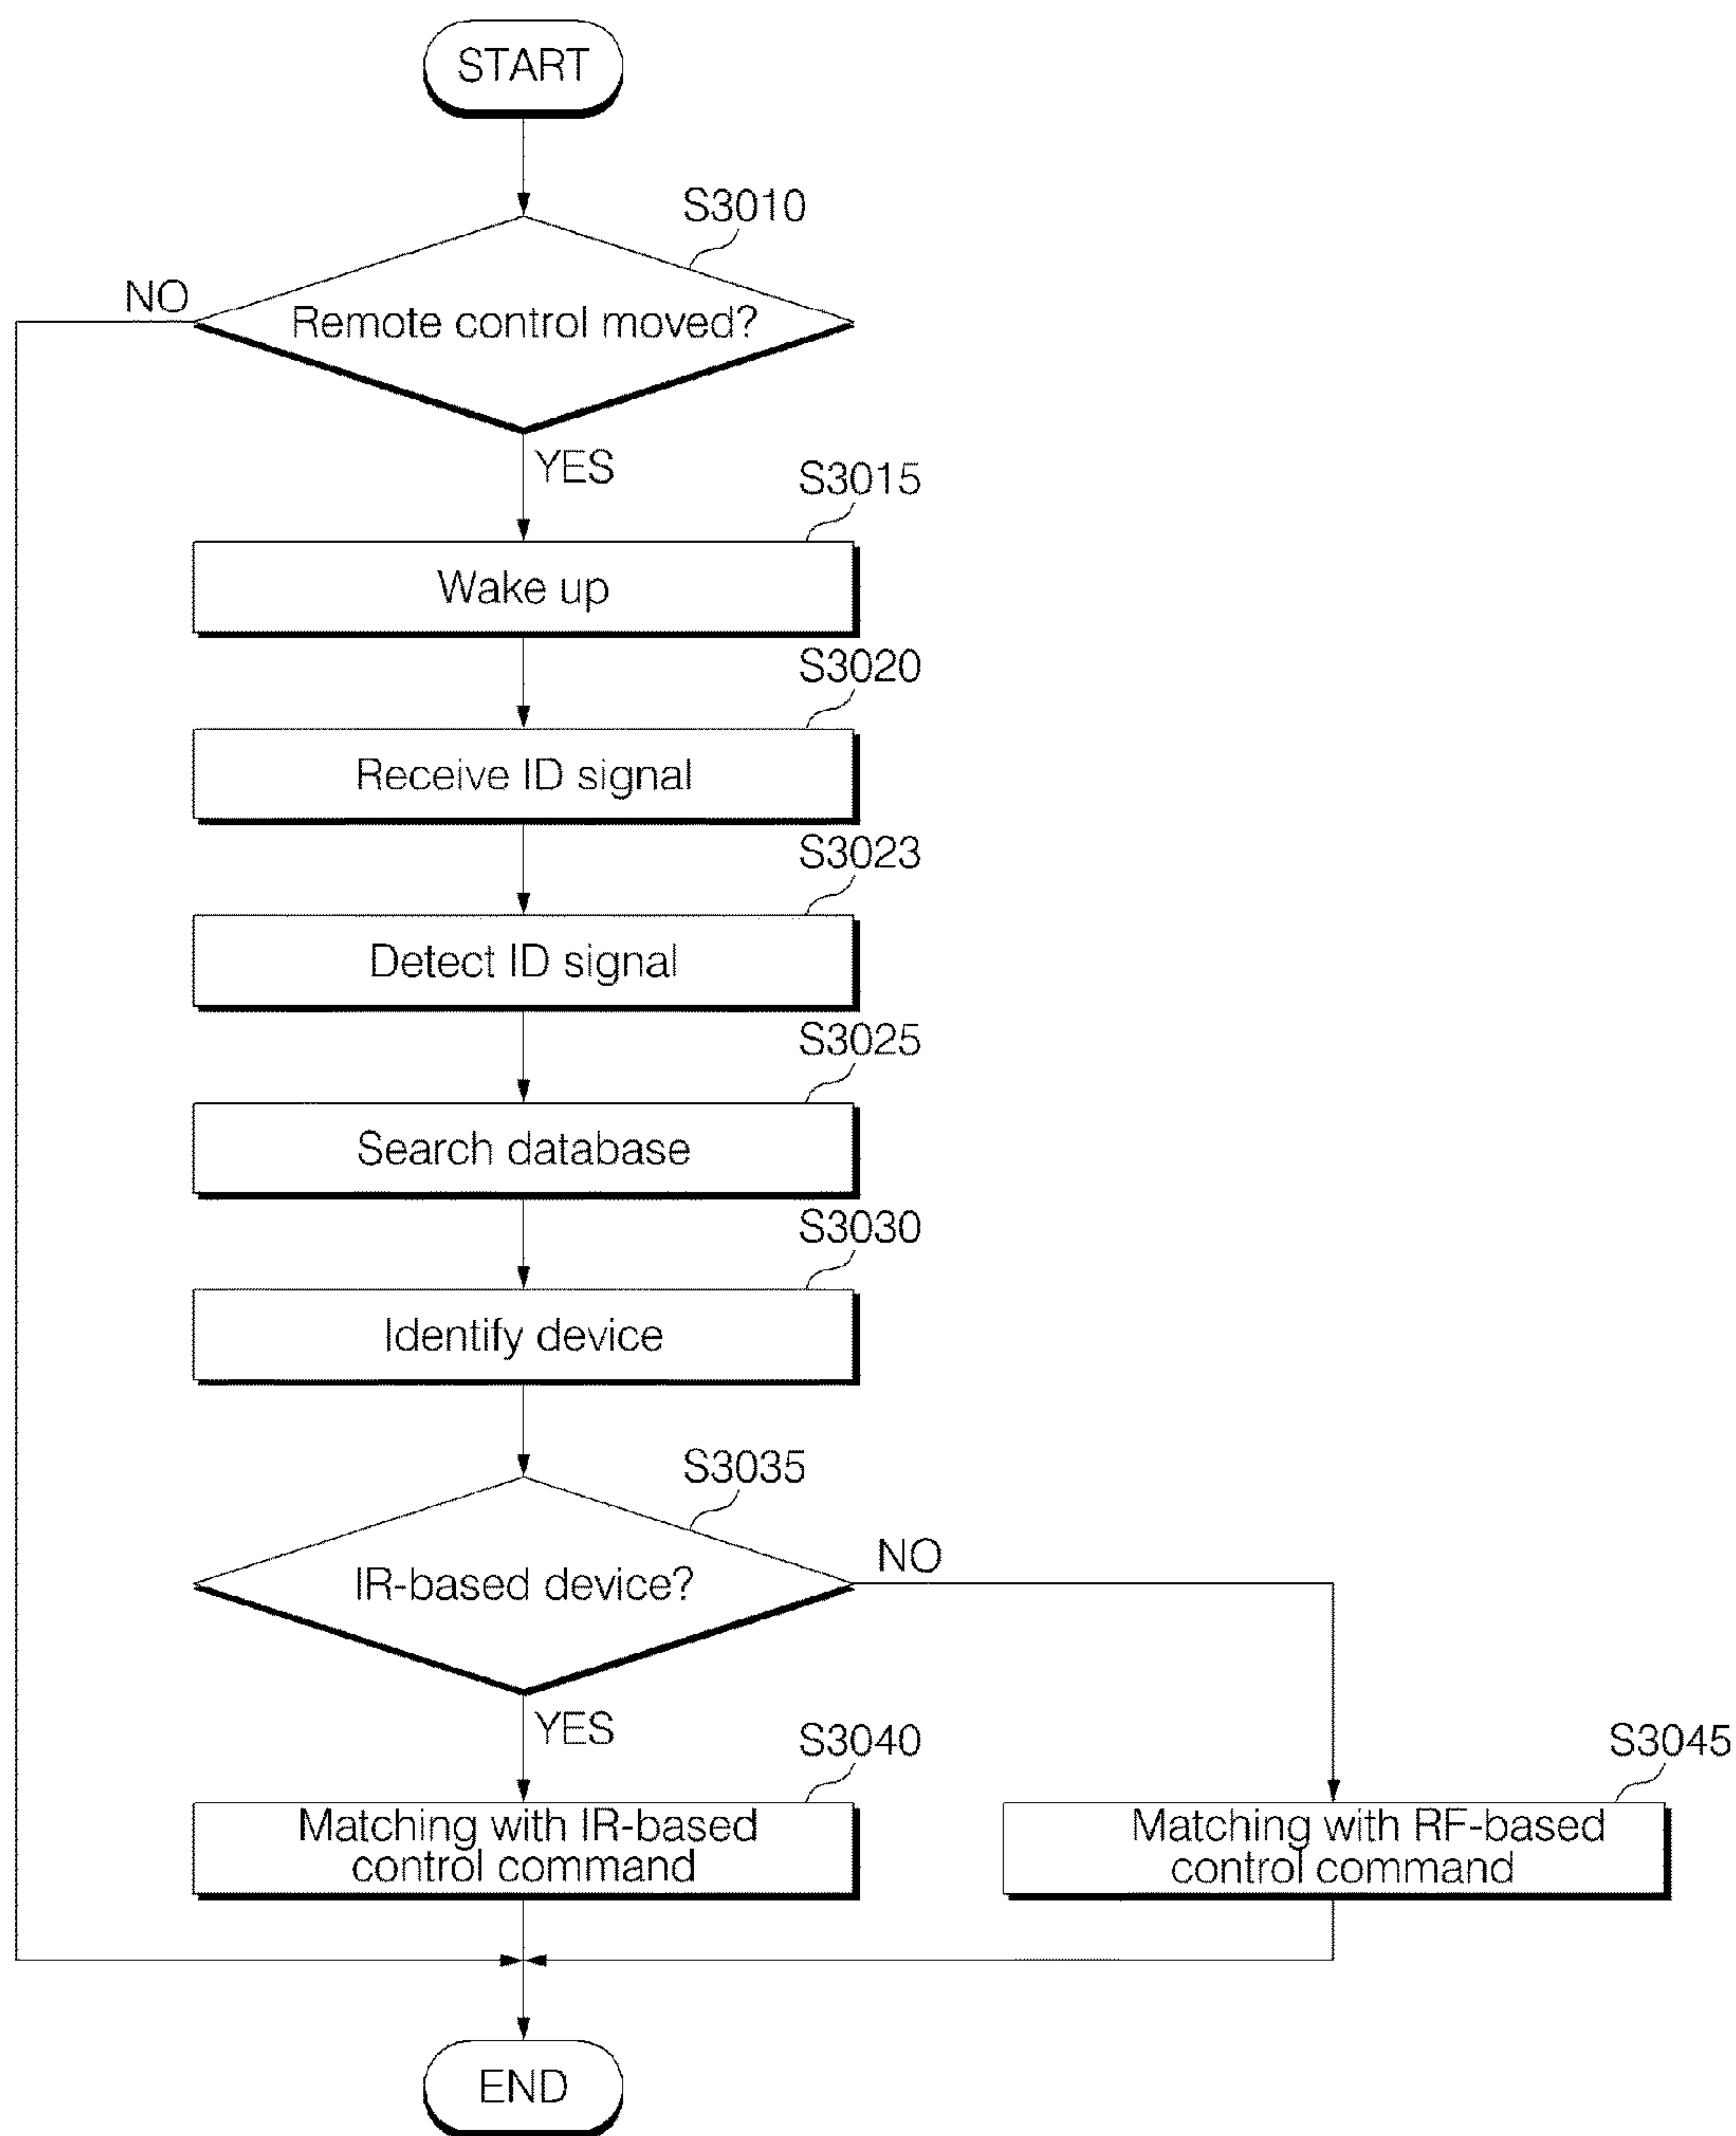 START
S3010
NO
Remote control moved?
YES
S3015
Wake up
S3020
Receive ID signal
S3023
Detect ID signal
S3025
Search database
S3030
Identify device
S3035
NO
IR-based device?
YES
S3040
S3045
Matching with IR-based
control command
Matching with RF-based
control command
END